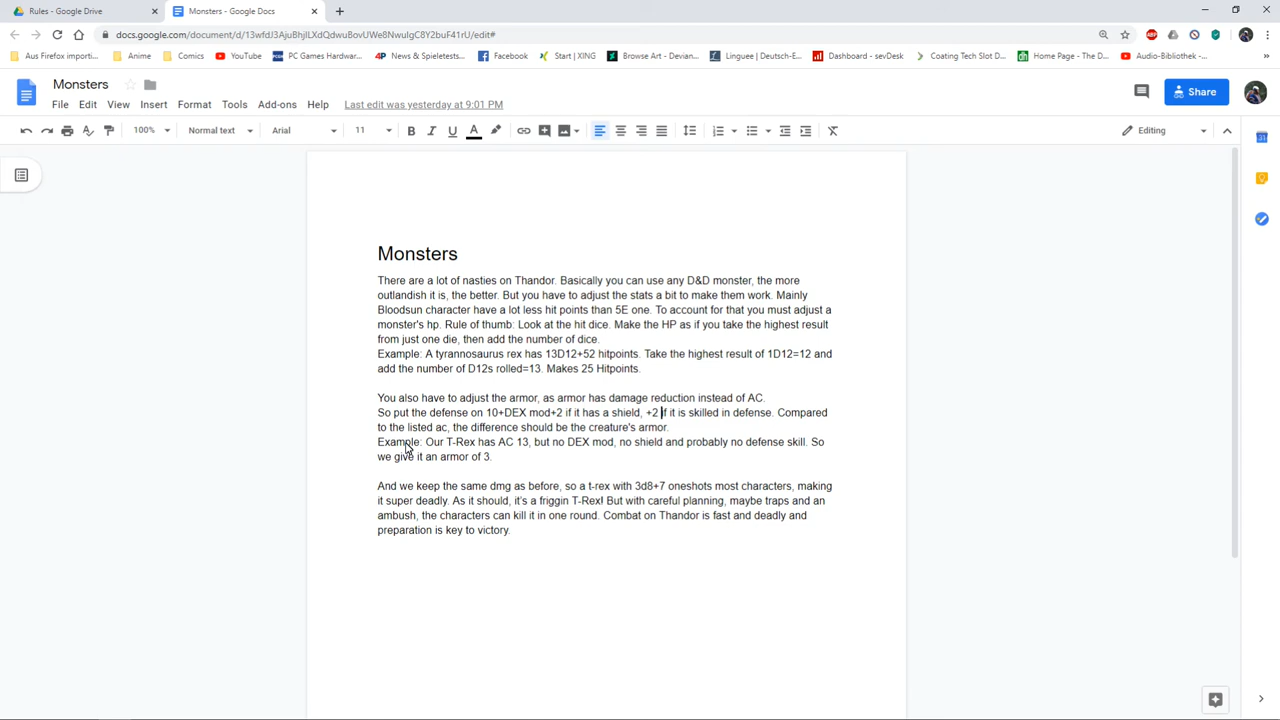 Rules - Google Drive
Monsters - Google Docs
docs.google.com/document/d/13wfdJ3AjuBhjILXdQdwu8ovUWe8NwuIgC8Y2buF41rU/edit#
Aus Firefox import...
Anime
Comics
YouTube
PC Games Hardwar...
News & Spieletests...
Facebook
Start | XING
Browse Art - Devian...
Linguee | Deutsch-E...
Dashboard - sevDesk
Coating Tech Slot D...
Home Page - The D...
Audio-Bibliothek -...
Monsters
File Edit View Insert Format Tools Add-ons Help Last edit was yesterday at 9:01 PM
Share
100% Normal text Arial 11 Editing
Monsters
There are a lot of nasties on Thandor. Basically you can use any D&D monster, the more
outlandish it is, the better. But you have to adjust the stats a bit to make them work. Mainly
Bloodsun character have a lot less hit points than 5E one. To account for that you must adjust a
monster's hp. Rule of thumb: Look at the hit dice. Make the HP as if you take the highest result
from just one die, then add the number of dice.
Example: A tyrannosaurus rex has 13D12+52 hitpoints. Take the highest result of 1D12=12 and
add the number of D12s rolled=13. Makes 25 Hitpoints.
You also have to adjust the armor, as armor has damage reduction instead of AC.
So put the defense on 10+DEX mod+2 if it has a shield, +2 if it is skilled in defense. Compared
to the listed ac, the difference should be the creature's armor.
Example: Our T-Rex has AC 13, but no DEX mod, no shield and probably no defense skill. So
we give it an armor of 3.
And we keep the same dmg as before, so a t-rex with 3d8+7 oneshots most characters, making
it super deadly. As it should, it's a friggin T-Rex! But with careful planning, maybe traps and an
ambush, the characters can kill it in one round. Combat on Thandor is fast and deadly and
preparation is key to victory.